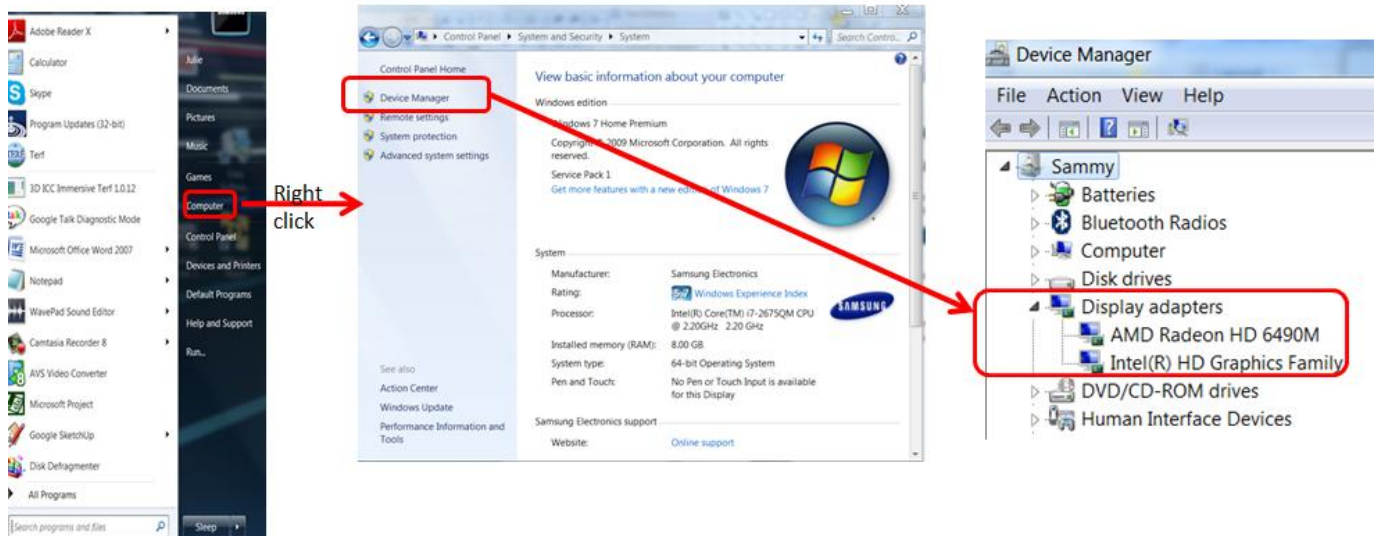 Adobe Reader X
Calculator
Skype
Program Updates (32-bit)
Terf
3D ICC Immersive Terf 1.0.12
Google Talk Diagnostic Mode
Microsoft Office Word 2007
Notepad
WavePad Sound Editor
Camtasia Recorder 8
AVS Video Converter
Microsoft Project
Google SketchUp
Disk Defragmenter
All Programs
Search programs and files
Julie
Documents
Pictures
Music
Games
Computer
Control Panel
Devices and Printers
Default Programs
Help and Support
Run...
Sleep
Right
click
Control Panel
System and Security
System
Search Contro...
Control Panel Home
Device Manager
Remote settings
System protection
Advanced system settings
See also
Action Center
Windows Update
Performance Information and
Tools
View basic information about your computer
Windows edition
Windows 7 Home Premium
Copyright © 2009 Microsoft Corporation. All rights
reserved.
Service Pack 1
Get more features with a new edition of Windows 7
System
Manufacturer: Samsung Electronics
Rating: Windows Experience Index
Processor: Intel(R) Core(TM) i7-2675QM CPU
@ 2.20GHz 2.20 GHz
SAMSUNG
Installed memory (RAM): 8.00 GB
System type: 64-bit Operating System
Pen and Touch: No Pen or Touch Input is available
for this Display
Samsung Electronics support
Website: Online support
Device Manager
File Action View Help
Sammy
Batteries
Bluetooth Radios
Computer
Disk drives
Display adapters
AMD Radeon HD 6490M
Intel(R) HD Graphics Family
DVD/CD-ROM drives
Human Interface Devices